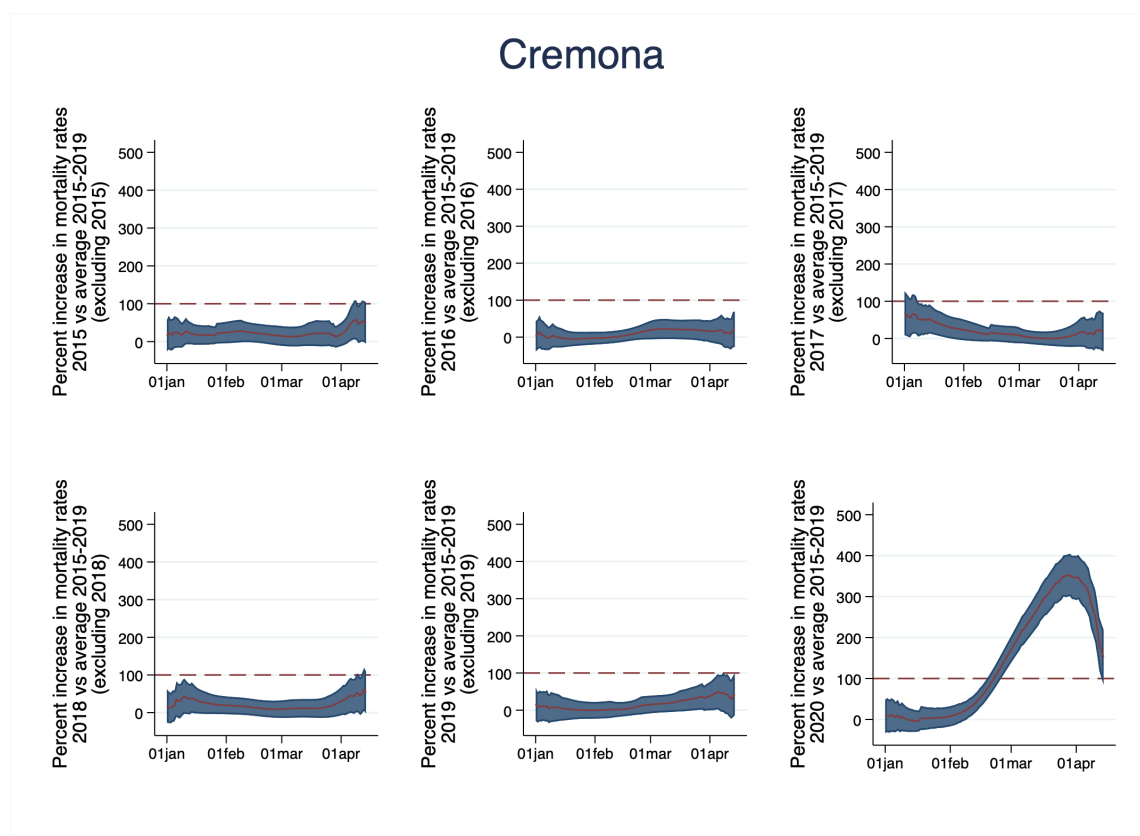 Cremona
Percent increase in mortality rates
2015 vs average 2015-2019
(excluding 2015)
500
400
300
200
100
0
01jan 01feb 01mar 01apr
Percent increase in mortality rates
2016 vs average 2015-2019
(excluding 2016)
500
400
300
200
100
0
01jan 01feb 01mar 01apr
Percent increase in mortality rates
2017 vs average 2015-2019
(excluding 2017)
500
400
300
200
100
0
01jan 01feb 01mar 01apr
Percent increase in mortality rates
2018 vs average 2015-2019
(excluding 2018)
500
400
300
200
100
0
01jan 01feb 01mar 01apr
Percent increase in mortality rates
2019 vs average 2015-2019
(excluding 2019)
500
400
300
200
100
0
01jan 01feb 01mar 01apr
Percent increase in mortality rates
2020 vs average 2015-2019
500
400
300
200
100
0
01jan 01feb 01mar 01apr